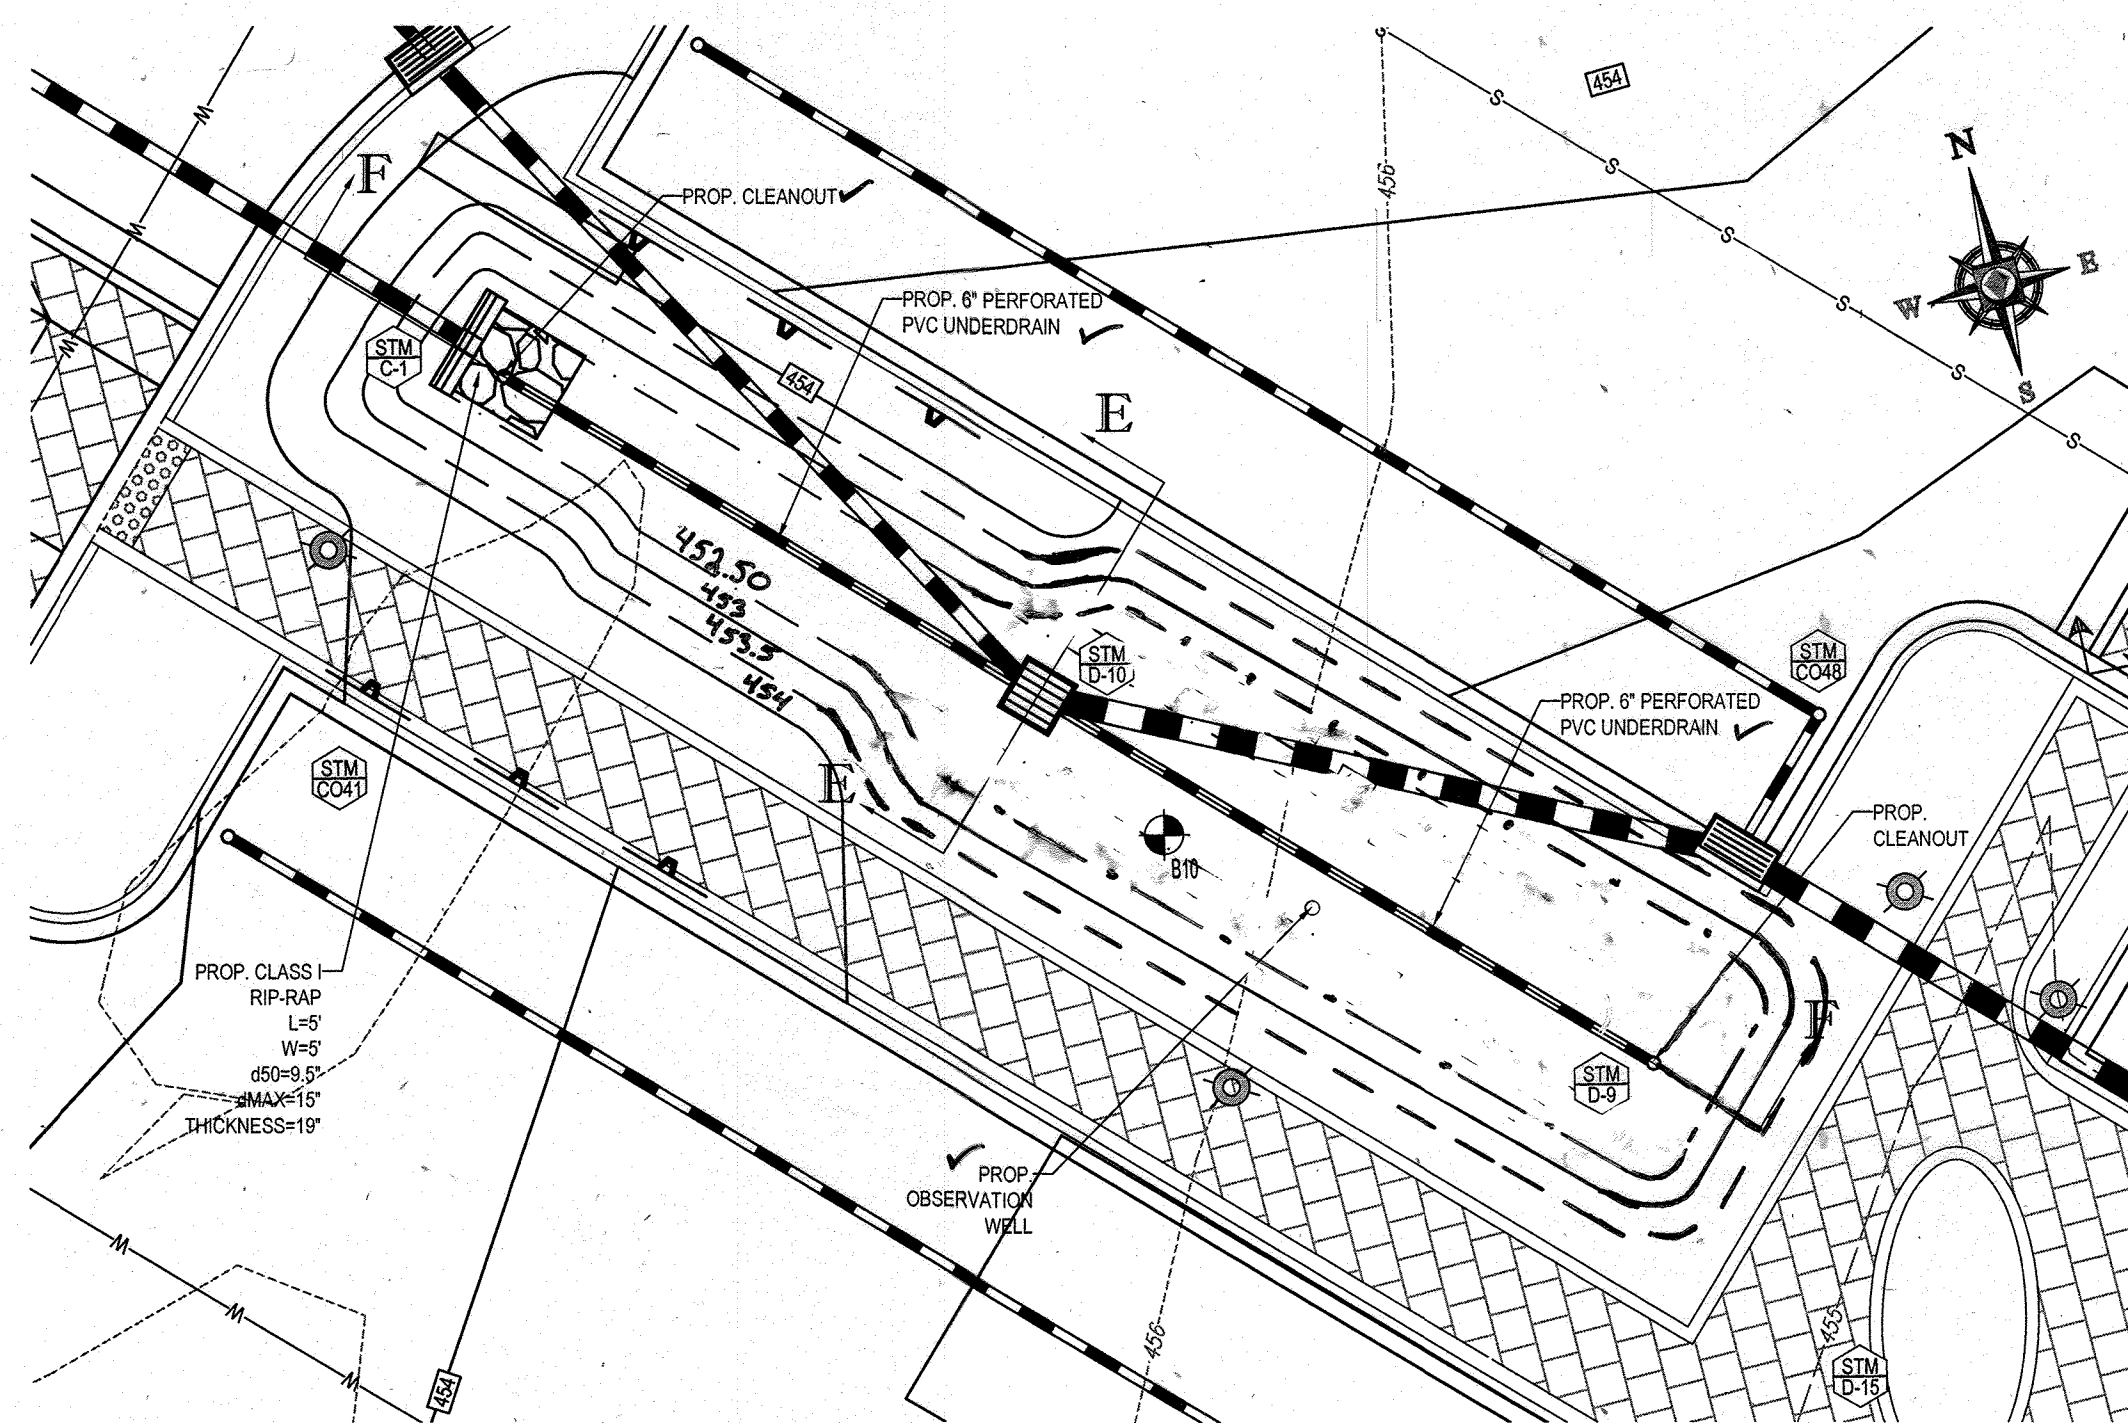 454
N
E
W
S
456
F
PROP. CLEANOUT
PROP. 6" PERFORATED
PVC UNDERDRAIN
STM
C-1
454
E
S
S
S
S
S
S
W
W
W
452.50
453
453.5
454
STM
D-10
STM
CO48
PROP. 6" PERFORATED
PVC UNDERDRAIN
PROP.
CLEANOUT
STM
CO41
E
B10
PROP. CLASS I
RIP-RAP
L=5'
W=5'
d50=9.5"
dMAX=15"
THICKNESS=19"
F
STM
D-9
PROP.
OBSERVATION
WELL
W
W
W
454
456
455
STM
D-15